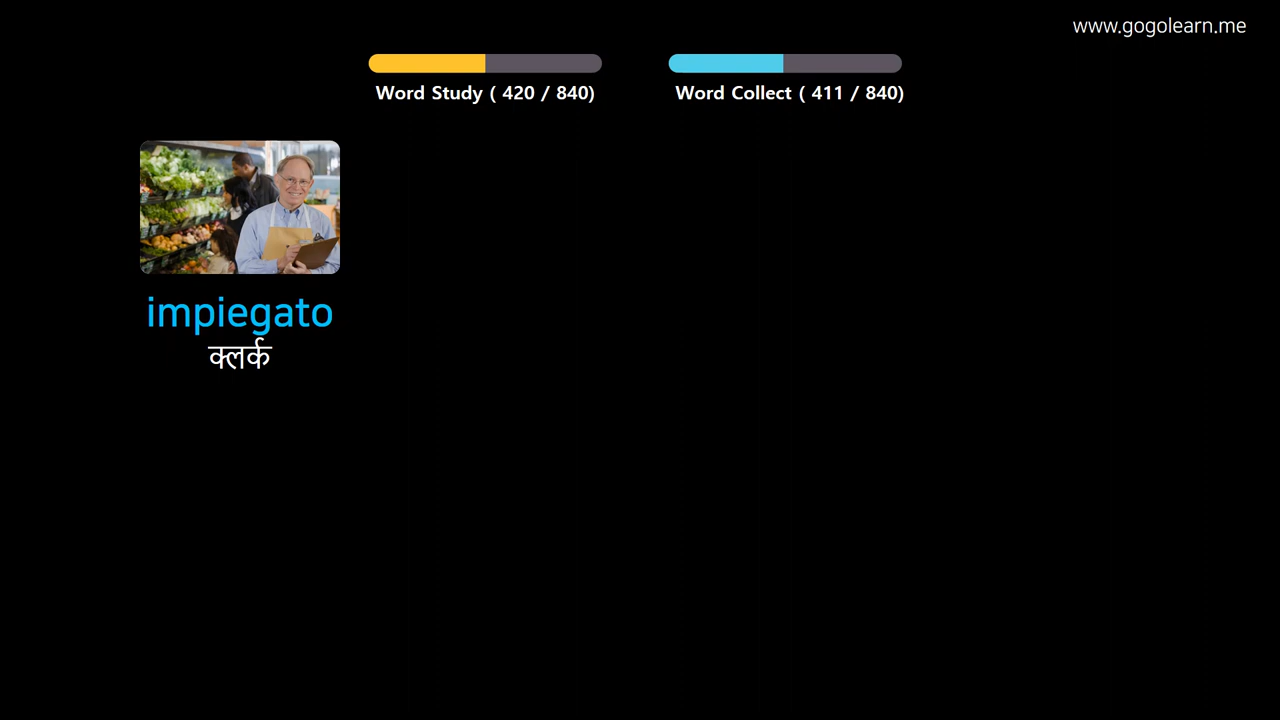 www.gogolearn.me
Word Study ( 420 / 840)
Word Collect ( 411 / 840)
impiegato
क्लर्क